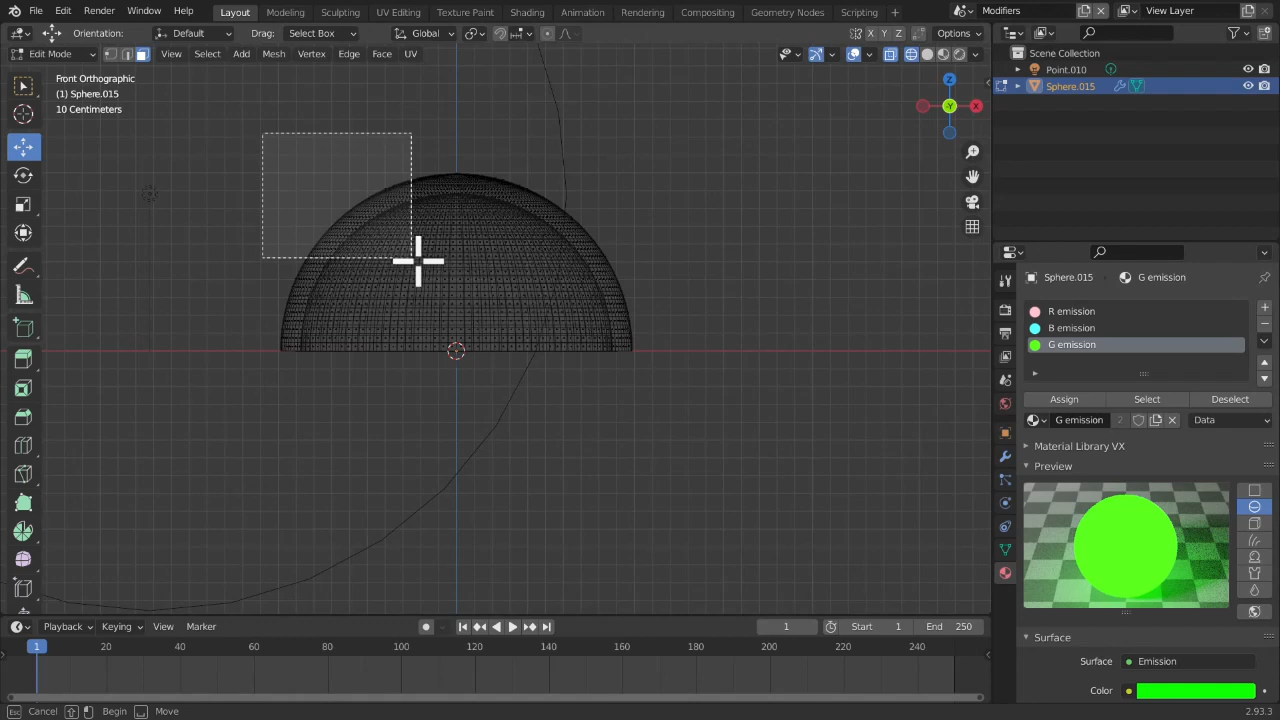 File Edit Render Window Help Layout Modeling Sculpting UV Editing Texture Paint Shading Animation Rendering Compositing Geometry Nodes Scripting Modifiers View Layer
Orientation: Default Drag: Select Box Global X Y Z Options
Edit Mode View Select Add Mesh Vertex Edge Face UV
Front Orthographic
(1) Sphere.015
10 Centimeters
Z
Y
X
Scene Collection
Point.010
Sphere.015
Sphere.015 G emission
R emission
B emission
G emission
Assign Select Deselect
G emission 2 Data
Material Library VX
Preview
Surface
Surface Emission
Color
Playback Keying View Marker 1 Start 1 End 250
1 20 40 60 80 100 120 140 160 180 200 220 240
Cancel Begin Move 2.93.3